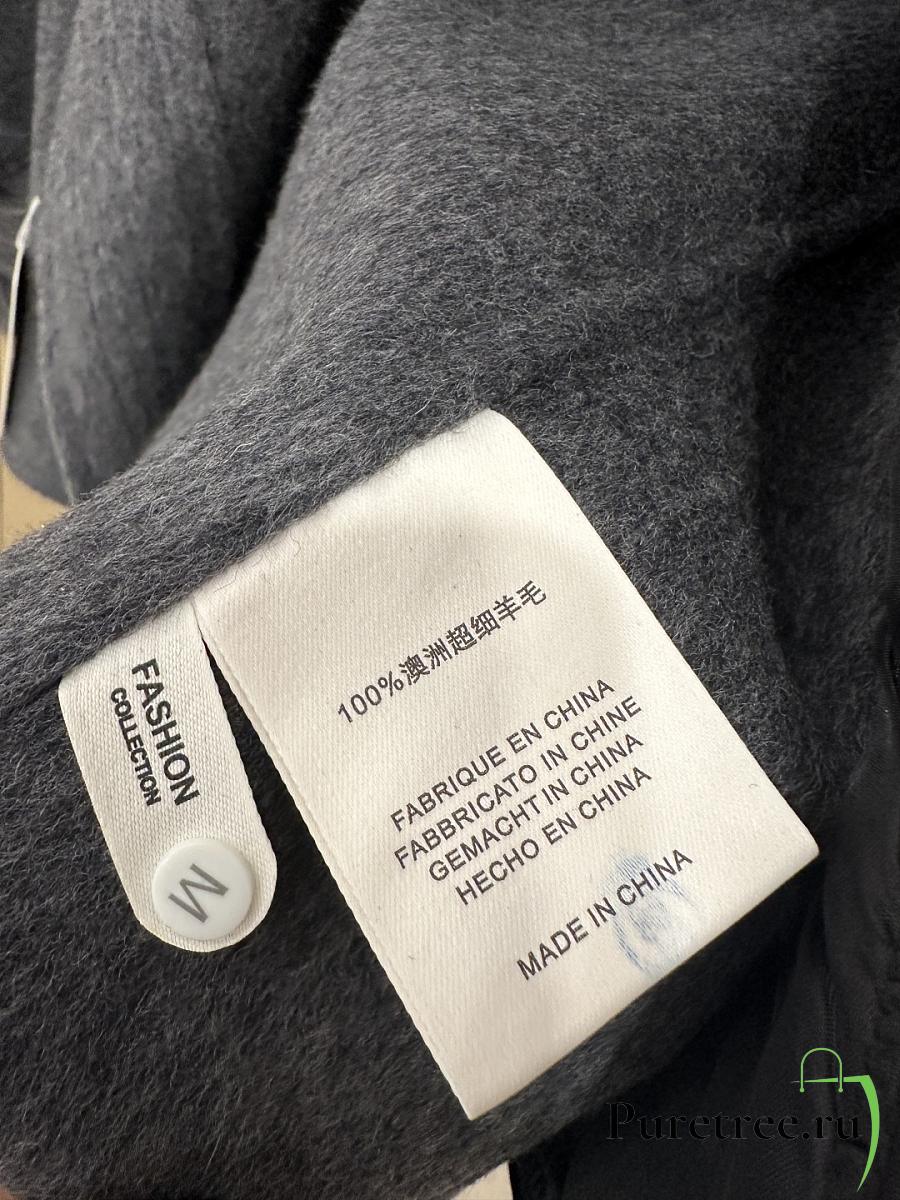 100%澳洲超细羊毛
FABRIQUE EN CHINA
FABBRICATO IN CHINE
GEMACHT IN CHINA
HECHO EN CHINA
MADE IN CHINA
FASHION
COLLECTION
M
Puretree.ru